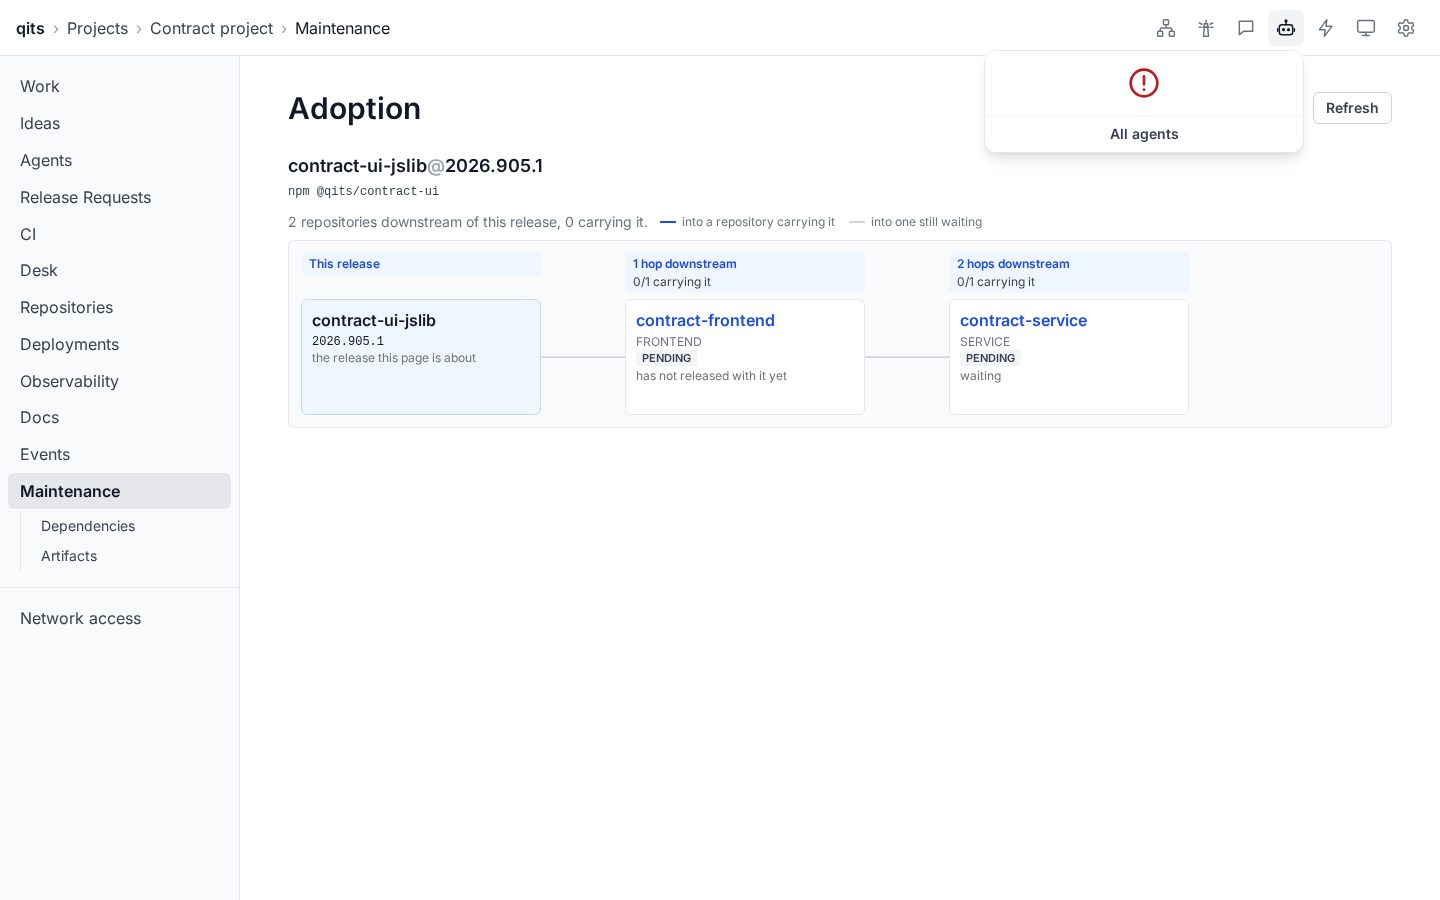 qits › Projects › Contract project › Maintenance
All agents
Work
Ideas
Agents
Release Requests
CI
Desk
Repositories
Deployments
Observability
Docs
Events
Maintenance
Dependencies
Artifacts
Network access
Adoption
Refresh
contract-ui-jslib@2026.905.1
npm @qits/contract-ui
2 repositories downstream of this release, 0 carrying it. into a repository carrying it into one still waiting
This release
contract-ui-jslib
2026.905.1
the release this page is about
1 hop downstream
0/1 carrying it
contract-frontend
FRONTEND
PENDING
has not released with it yet
2 hops downstream
0/1 carrying it
contract-service
SERVICE
PENDING
waiting